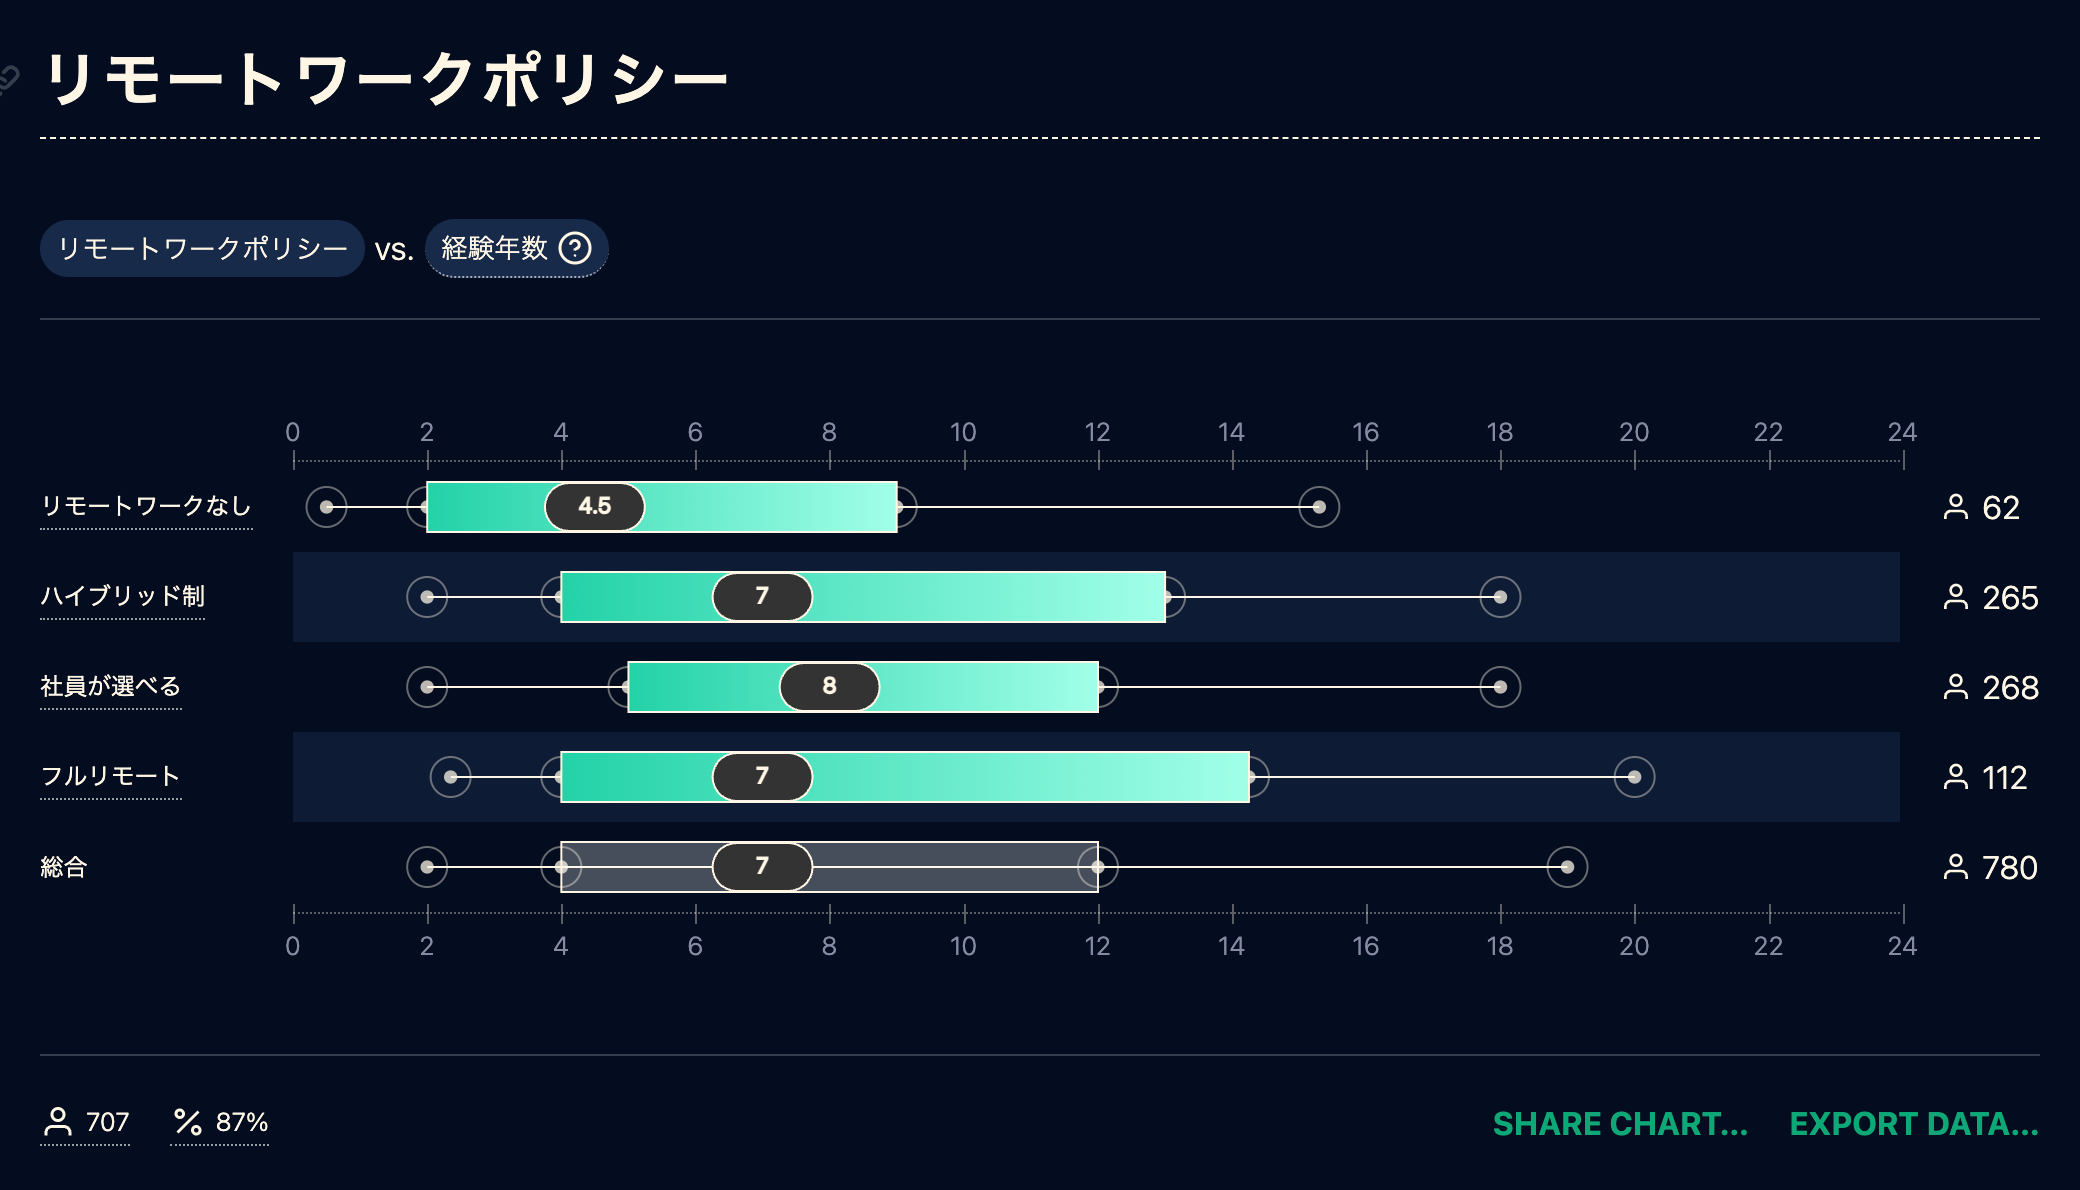 リモートワークポリシー
リモートワークポリシー vs. 経験年数 ?
0 2 4 6 8 10 12 14 16 18 20 22 24
リモートワークなし 4.5 62
ハイブリッド制 7 265
社員が選べる 8 268
フルリモート 7 112
総合 7 780
0 2 4 6 8 10 12 14 16 18 20 22 24
707 87% SHARE CHART... EXPORT DATA...